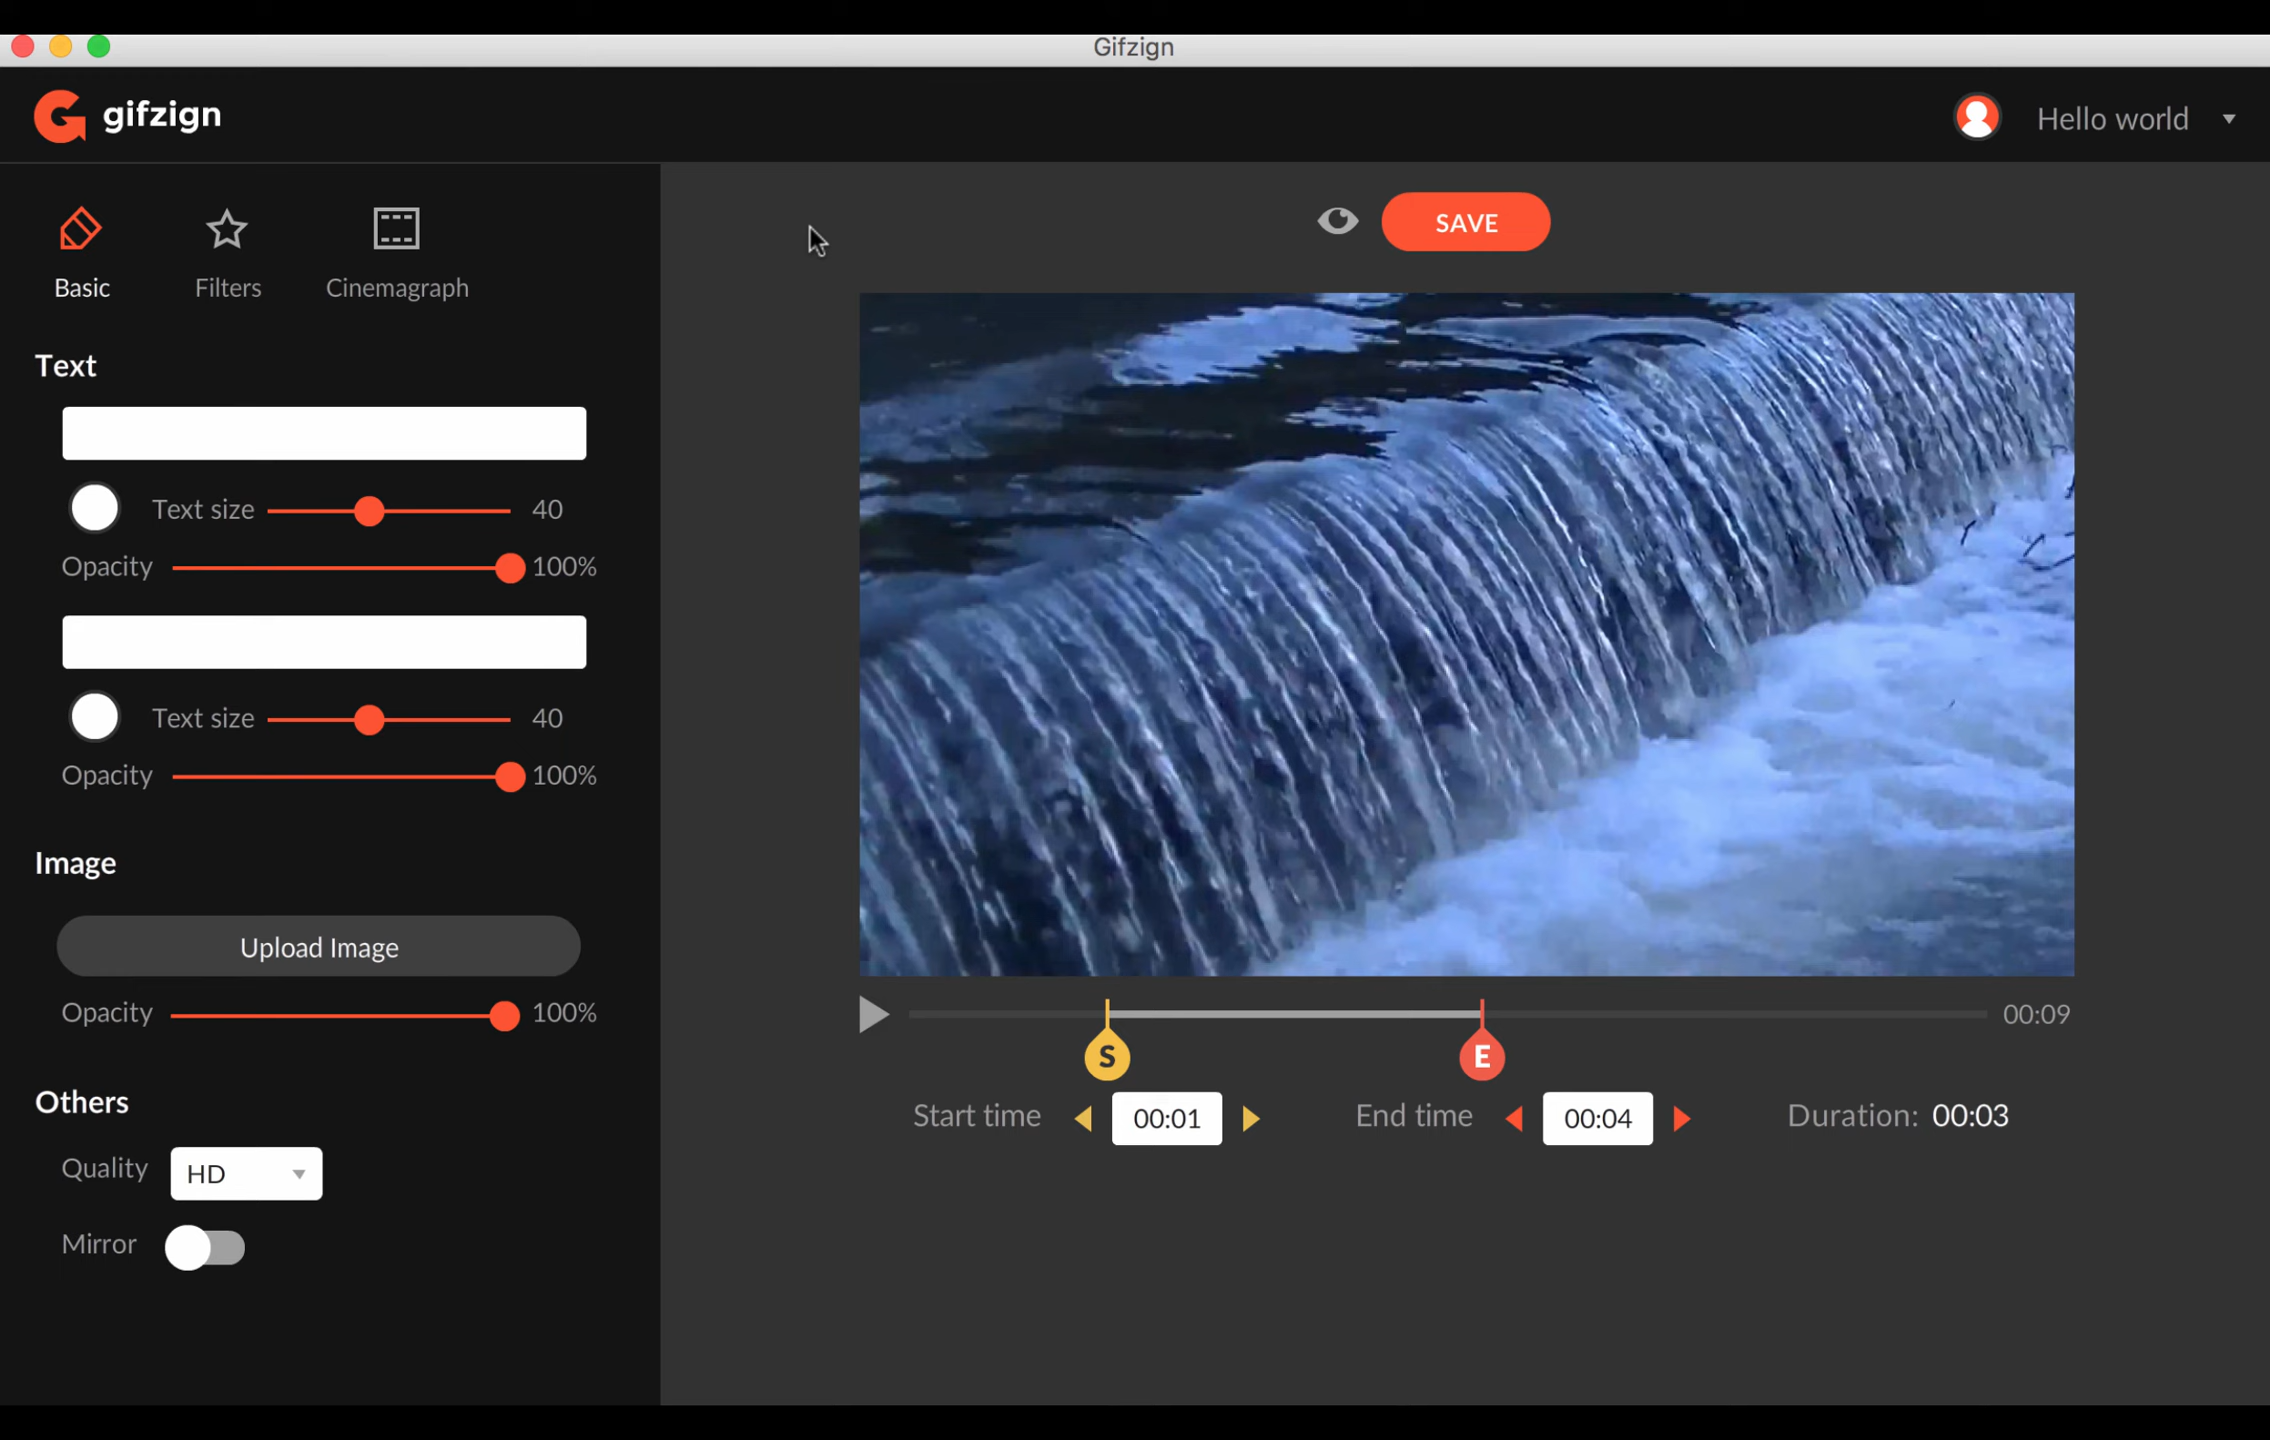 Gifzign
gifzign
Hello world
Basic
Filters
Cinemagraph
SAVE
Text
Text size 40
Opacity 100%
Text size 40
Opacity 100%
Image
Upload Image
Opacity 100%
Others
Quality HD
Mirror
00:09
S
E
Start time 00:01
End time 00:04
Duration: 00:03